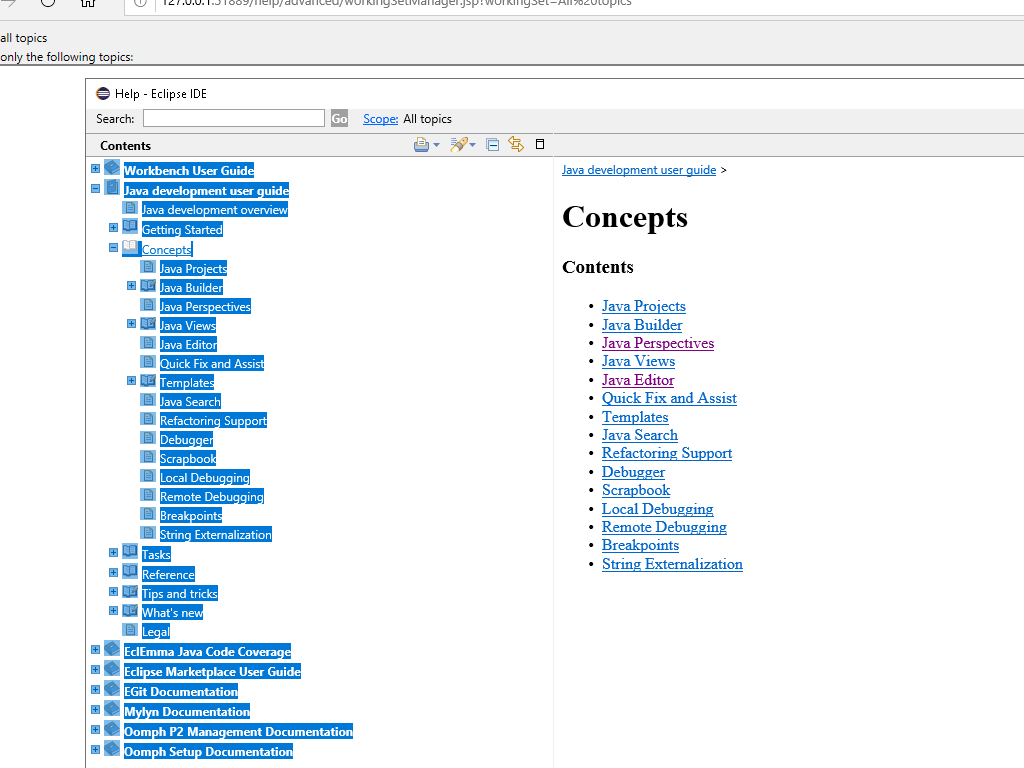 127.0.0.1:51889/help/advanced/workingSetManager.jsp?workingSet=All%20topics
all topics
only the following topics:
Help - Eclipse IDE
Search: Go Scope: All topics
Contents
Workbench User Guide
Java development user guide
Java development overview
Getting Started
Concepts
Java Projects
Java Builder
Java Perspectives
Java Views
Java Editor
Quick Fix and Assist
Templates
Java Search
Refactoring Support
Debugger
Scrapbook
Local Debugging
Remote Debugging
Breakpoints
String Externalization
Tasks
Reference
Tips and tricks
What's new
Legal
EclEmma Java Code Coverage
Eclipse Marketplace User Guide
EGit Documentation
Mylyn Documentation
Oomph P2 Management Documentation
Oomph Setup Documentation
Java development user guide >
Concepts
Contents
• Java Projects
• Java Builder
• Java Perspectives
• Java Views
• Java Editor
• Quick Fix and Assist
• Templates
• Java Search
• Refactoring Support
• Debugger
• Scrapbook
• Local Debugging
• Remote Debugging
• Breakpoints
• String Externalization